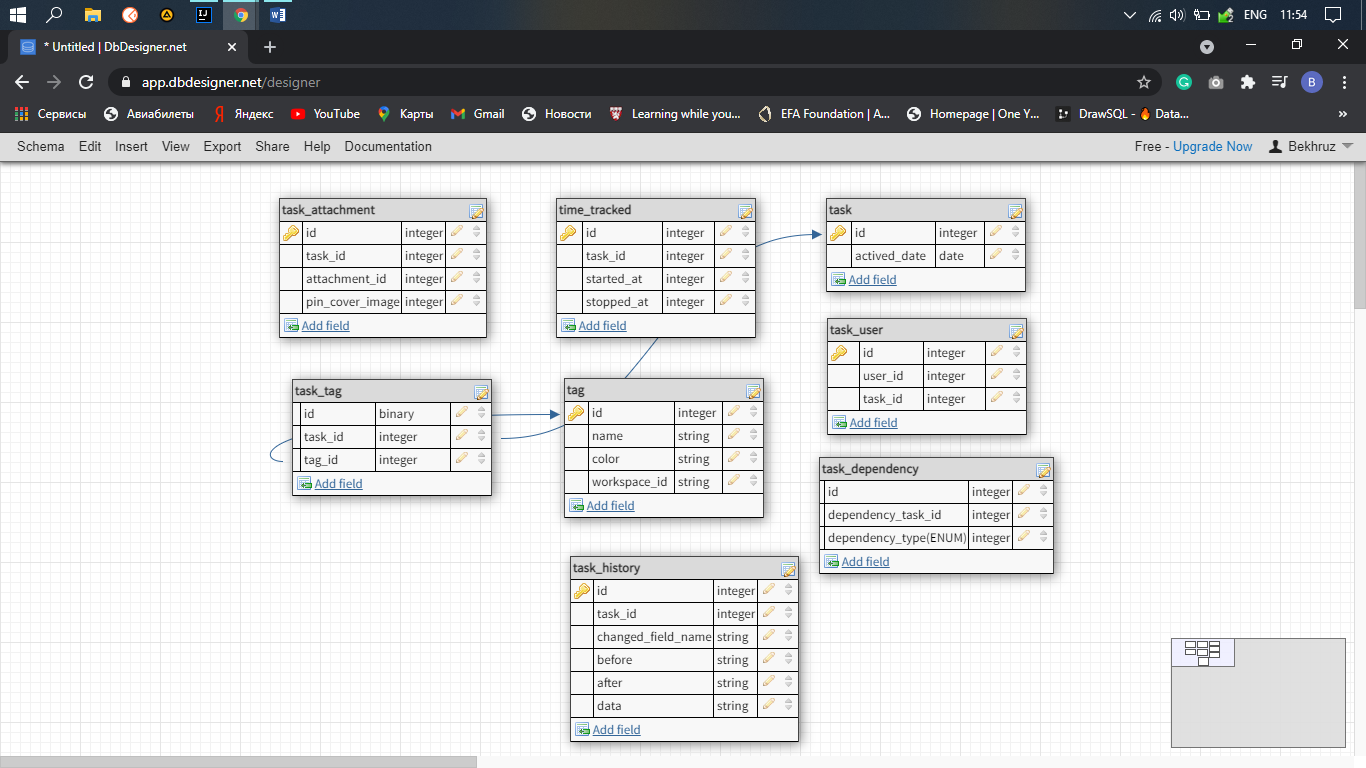 ENG 11:54
* Untitled | DbDesigner.net
app.dbdesigner.net/designer
Сервисы Авиабилеты Яндекс YouTube Карты Gmail Новости Learning while you... EFA Foundation | A... Homepage | One Y... DrawSQL - 🔥 Data... »
Schema Edit Insert View Export Share Help Documentation Free - Upgrade Now Bekhruz
task_attachment
id integer
task_id integer
attachment_id integer
pin_cover_image integer
Add field
time_tracked
id integer
task_id integer
started_at integer
stopped_at integer
Add field
task
id integer
actived_date date
Add field
task_user
id integer
user_id integer
task_id integer
Add field
task_tag
id binary
task_id integer
tag_id integer
Add field
tag
id integer
name string
color string
workspace_id string
Add field
task_dependency
id integer
dependency_task_id integer
dependency_type(ENUM) integer
Add field
task_history
id integer
task_id integer
changed_field_name string
before string
after string
data string
Add field